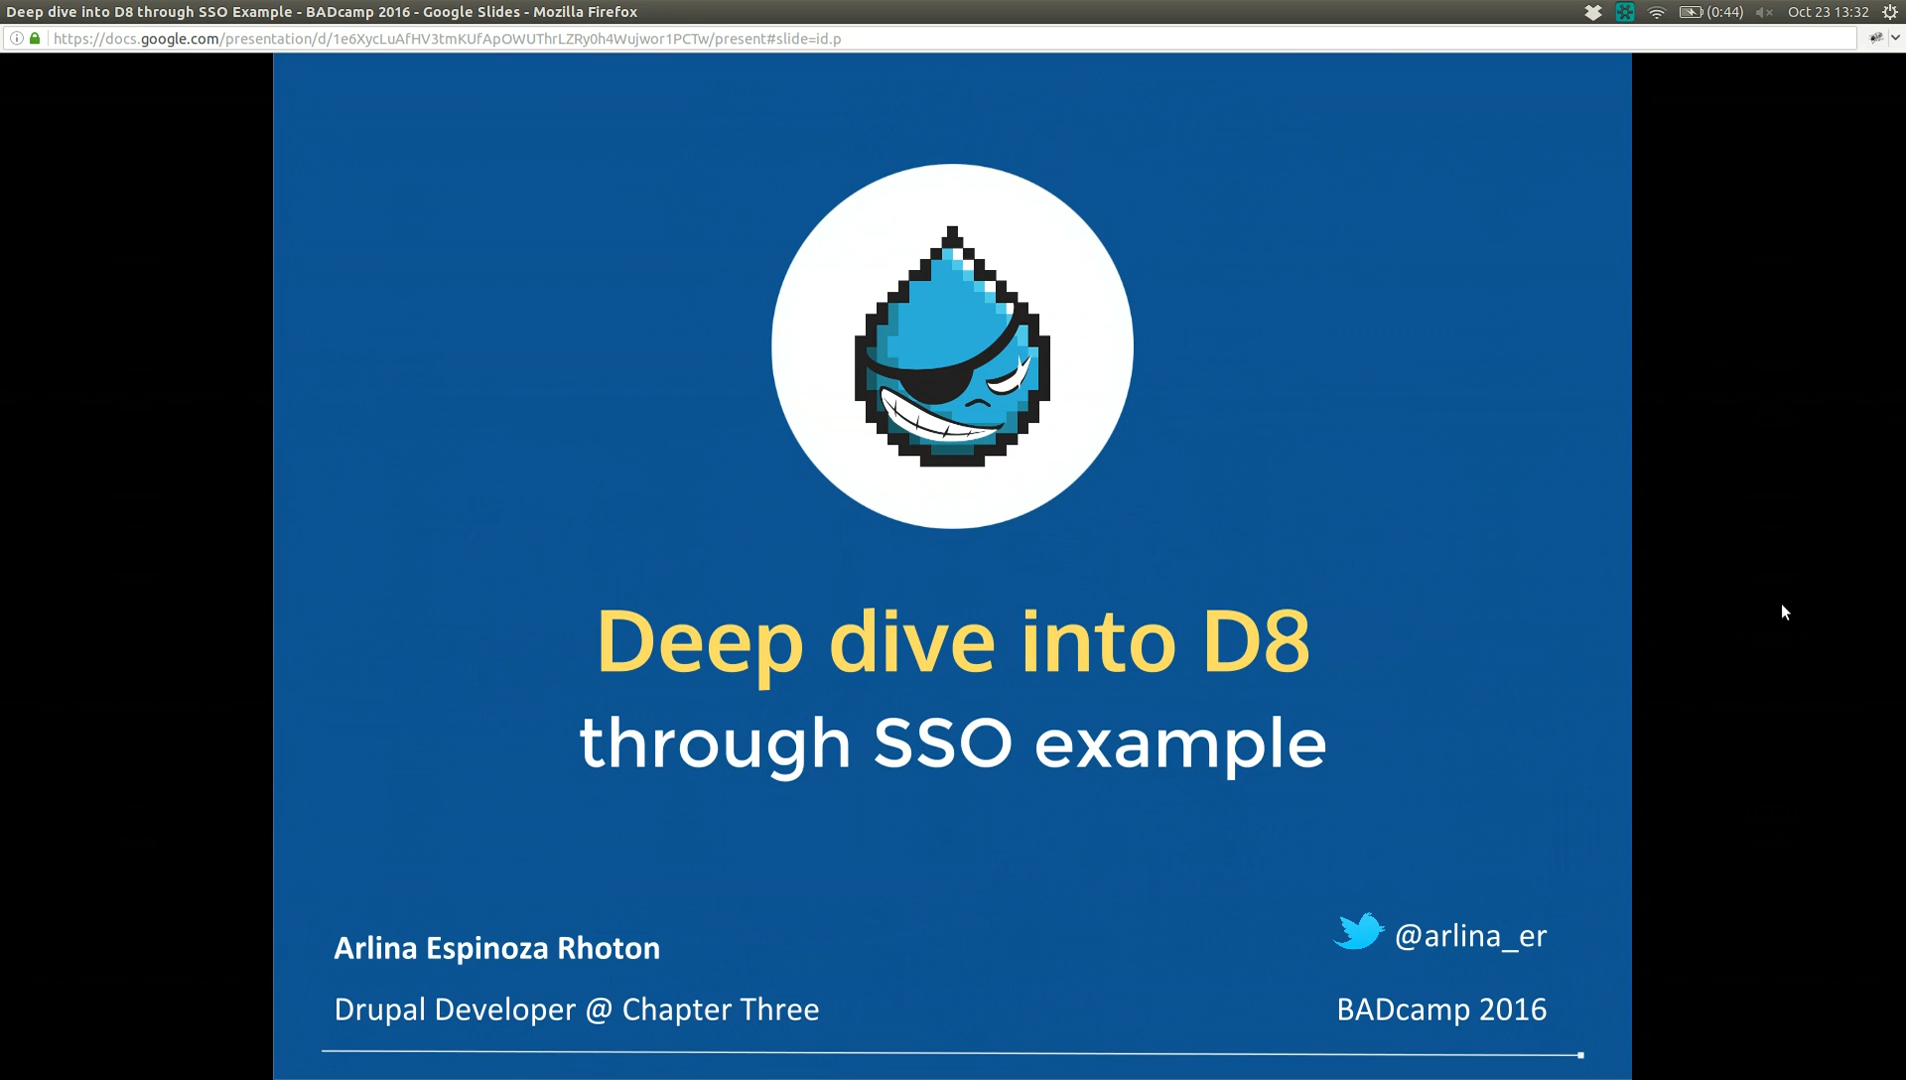 Deep dive into D8 through SSO Example - BADcamp 2016 - Google Slides - Mozilla Firefox
(0:44)
Oct 23 13:32
https://docs.google.com/presentation/d/1e6XycLuAfHV3tmKUfApOWUThrLZRy0h4Wujwor1PCTw/present#slide=id.p
Deep dive into D8
through SSO example
Arlina Espinoza Rhoton
@arlina_er
Drupal Developer @ Chapter Three
BADcamp 2016